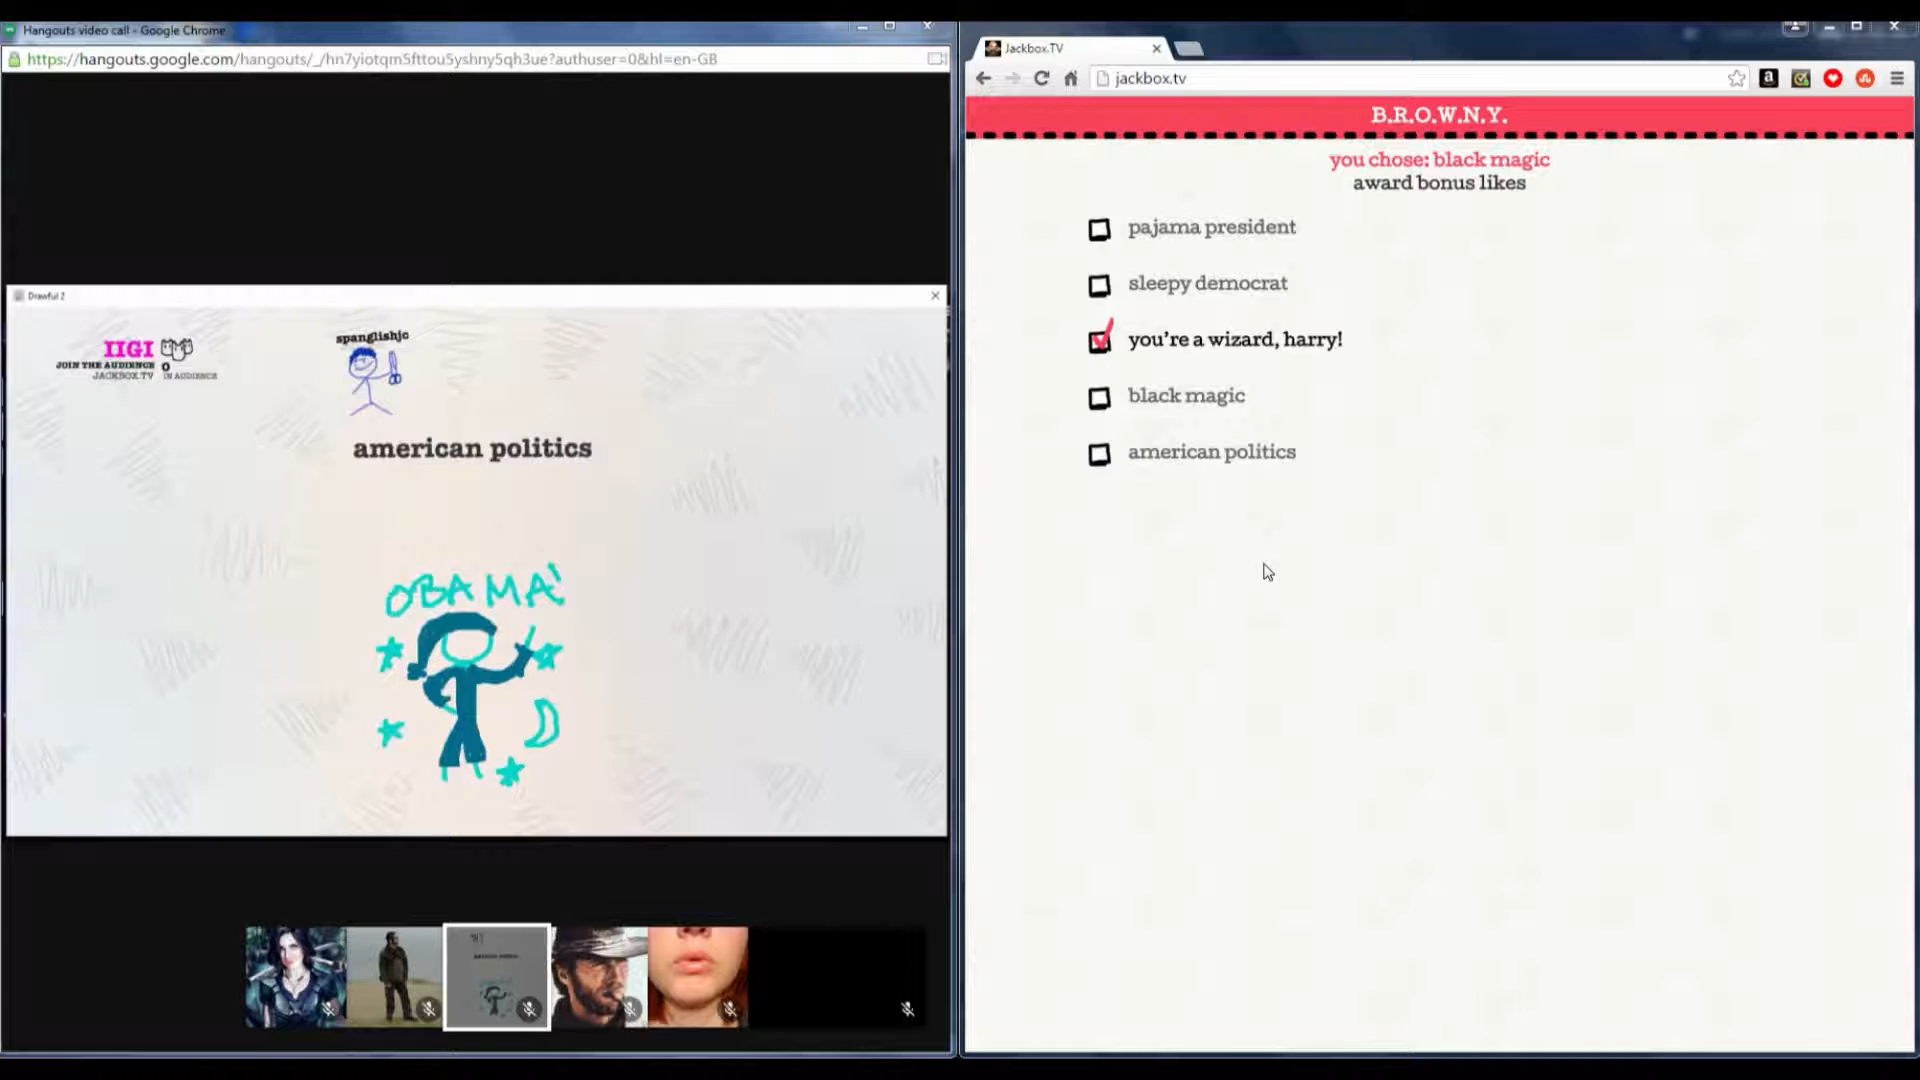 Hangouts video call - Google Chrome
https://hangouts.google.com/hangouts/_/hn7yiotqm5fttou5yshny5qh3ue?authuser=0&hl=en-GB
Drawful 2
IIGI
JOIN THE AUDIENCE 0
JACKBOX.TV IN AUDIENCE
spanglishjc
american politics
OBAMA!
Jackbox.TV
jackbox.tv
B.R.O.W.N.Y.
you chose: black magic
award bonus likes
pajama president
sleepy democrat
you're a wizard, harry!
black magic
american politics